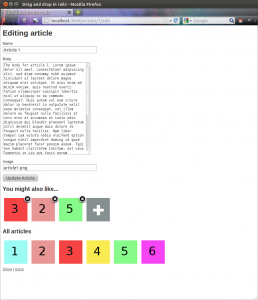 Drag and drop in rails - Mozilla Firefox
Editing article
Name
Article 1
Body
The body for article 1. Lorem ipsum
dolor sit amet, consectetuer adipiscing
elit, sed diam nonummy nibh euismod
tincidunt ut laoreet dolore magna
aliquam erat volutpat. Ut wisi enim ad
minim veniam, quis nostrud exerci
tation ullamcorper suscipit lobortis
nisl ut aliquip ex ea commodo
consequat. Duis autem vel eum iriure
dolor in hendrerit in vulputate velit
esse molestie consequat, vel illum
dolore eu feugiat nulla facilisis at
vero eros et accumsan et iusto odio
dignissim qui blandit praesent luptatum
zzril delenit augue duis dolore te
feugait nulla facilisi. Nam liber
tempor cum soluta nobis eleifend option
congue nihil imperdiet doming id quod
mazim placerat facer possim assum. Typi
non habent claritatem insitam; est usus
legentis in iis qui facit eorum
Image
article1.png
Update Article
You might also like...
3 2 5
All articles
1 2 3 4 5 6
Show | Back